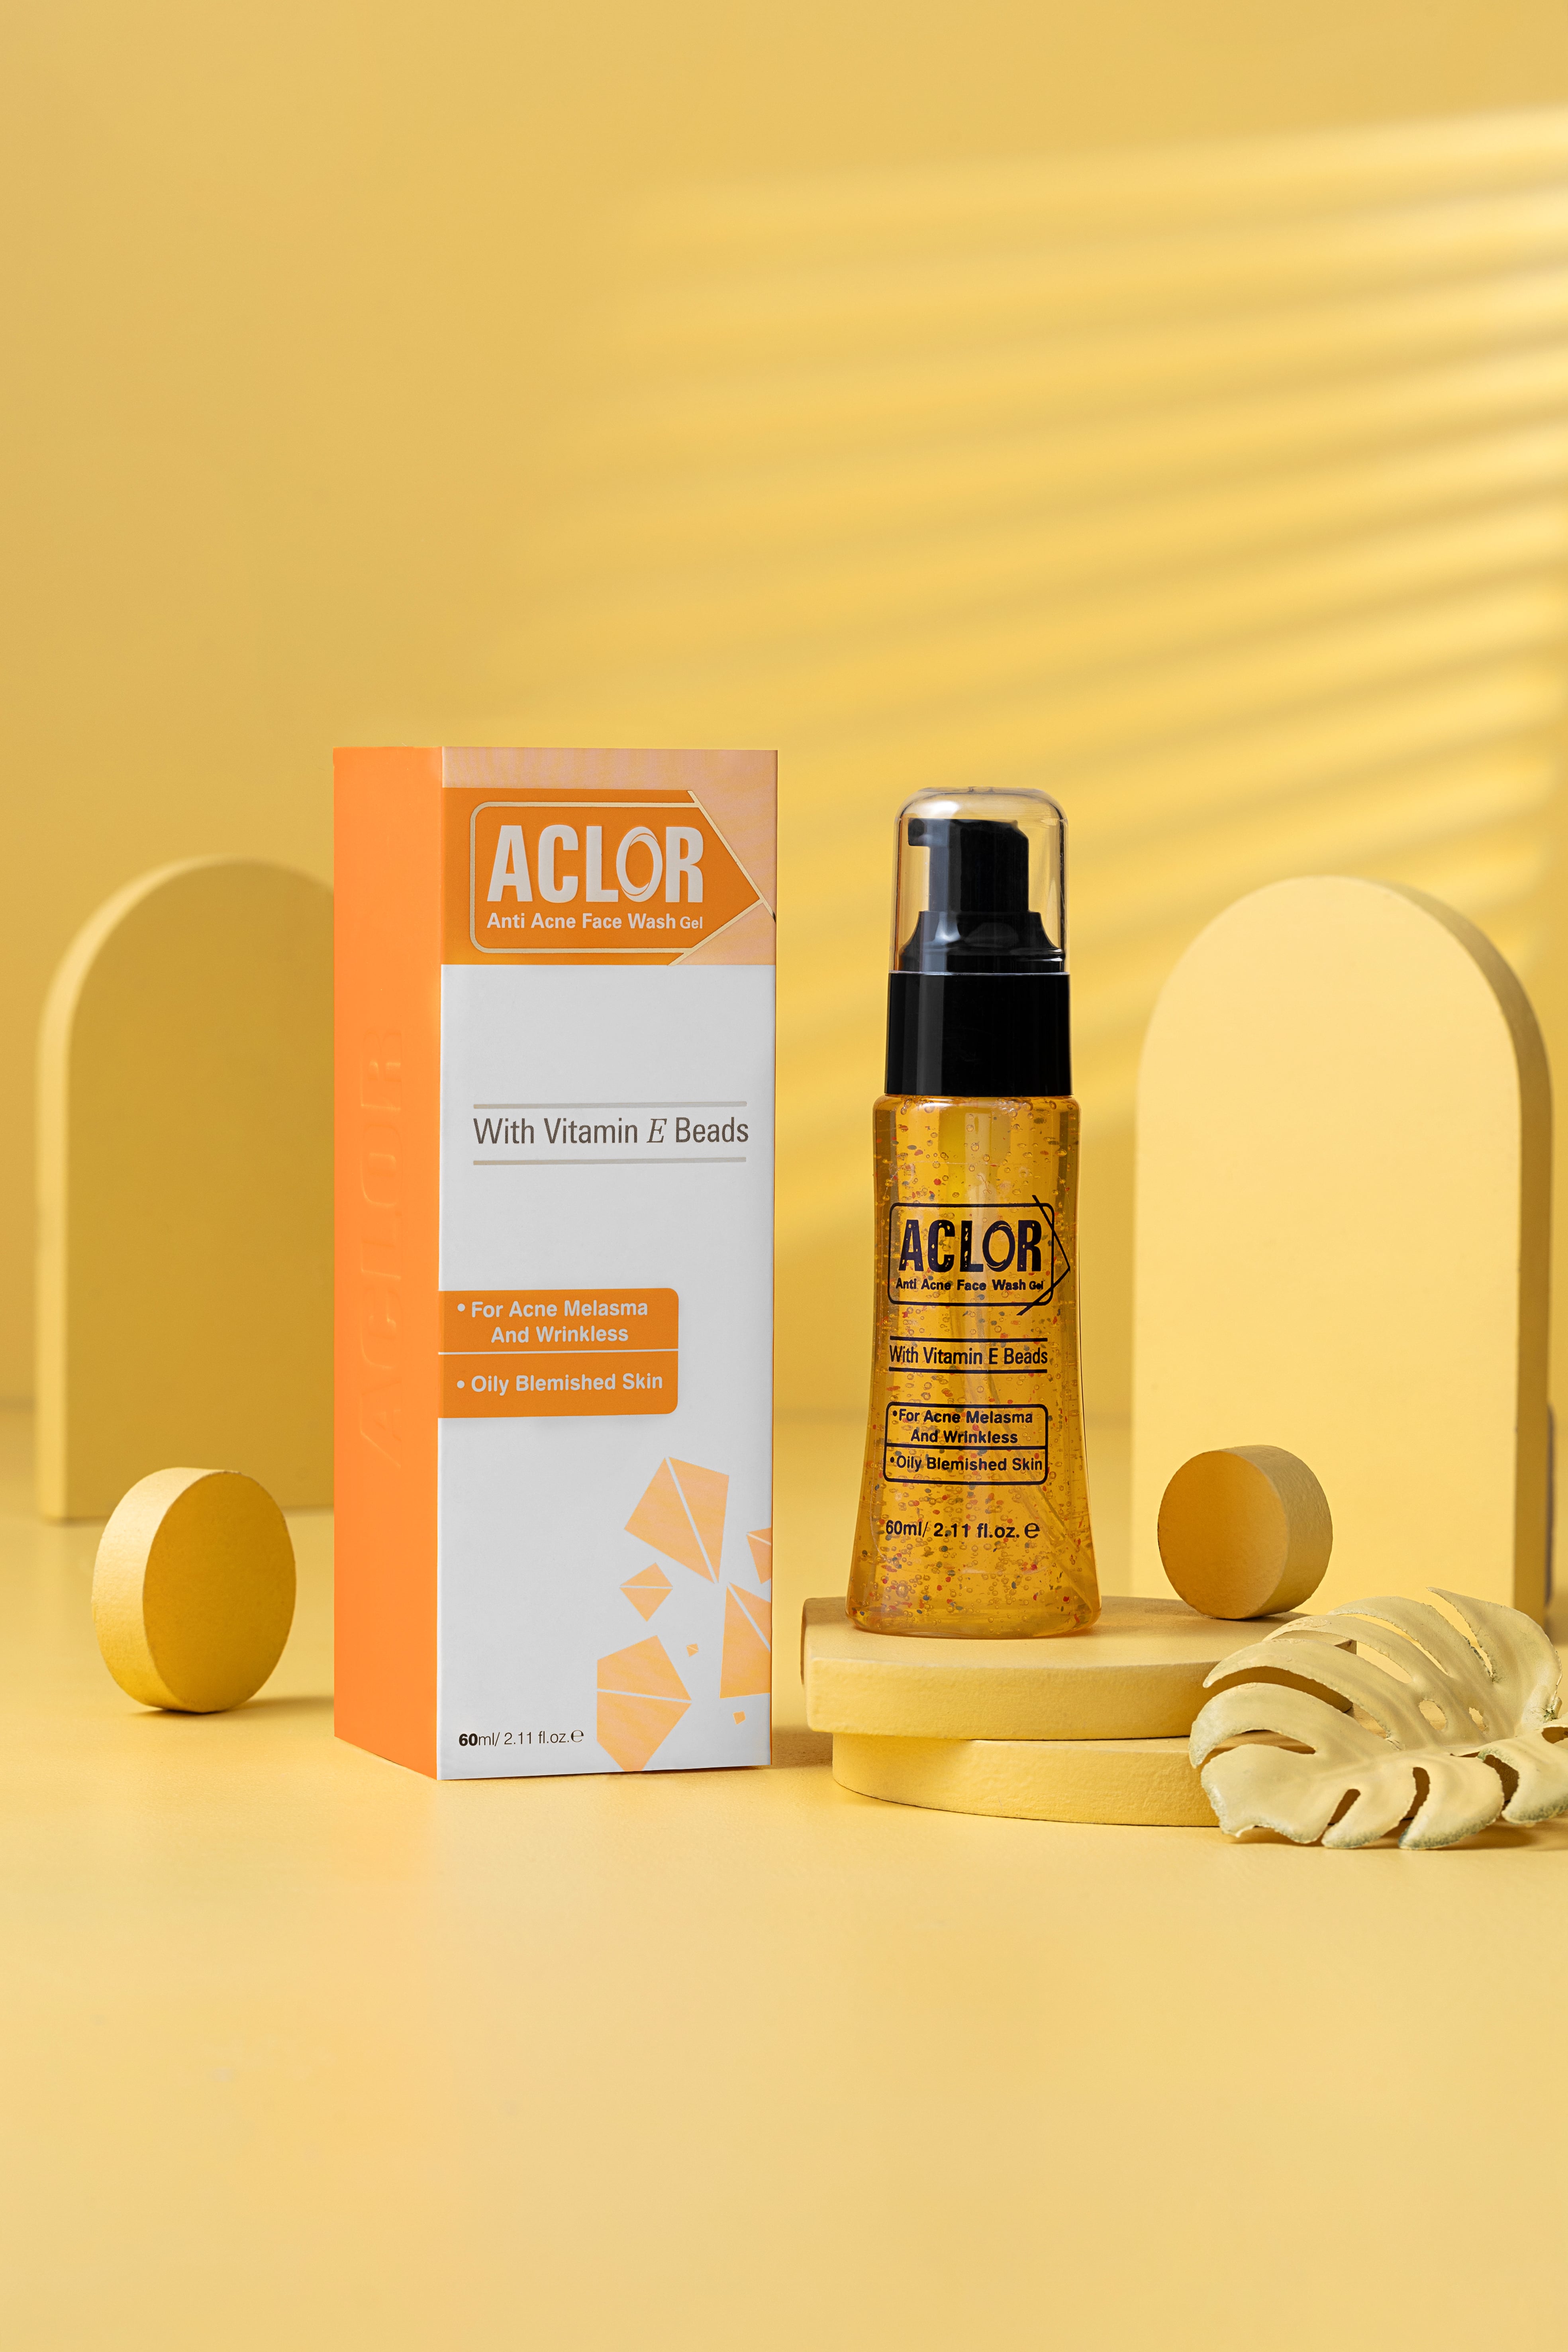 ACLOR
Anti Acne Face Wash Gel
With Vitamin E Beads
• For Acne Melasma
And Wrinkless
• Oily Blemished Skin
60ml/ 2.11 fl.oz.℮
ACLOR
ACLOR
Anti Acne Face Wash Gel
With Vitamin E Beads
•For Acne Melasma
And Wrinkless
•Oily Blemished Skin
60ml/ 2.11 fl.oz. ℮